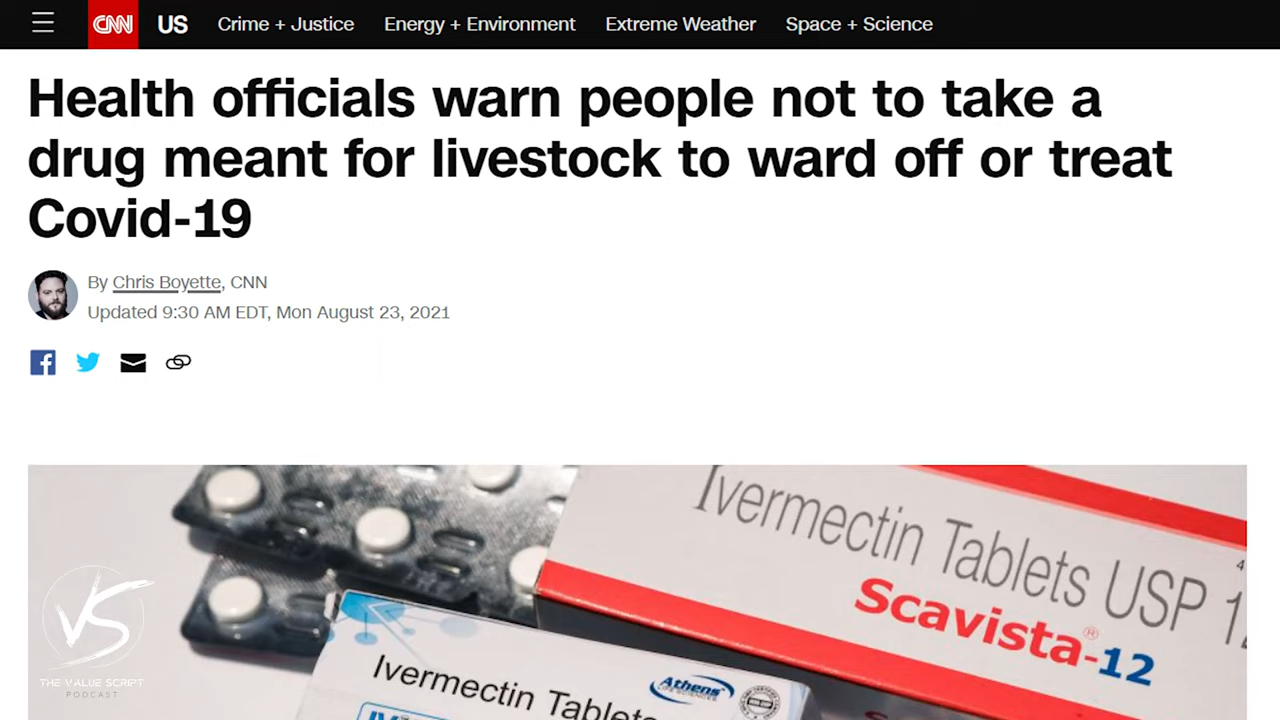 CNN US Crime + Justice Energy + Environment Extreme Weather Space + Science
Health officials warn people not to take a
drug meant for livestock to ward off or treat
Covid-19
By Chris Boyette, CNN
Updated 9:30 AM EDT, Mon August 23, 2021
Ivermectin Tablets USP
Scavista®-12
Ivermectin Tablets
Athens
LIFE SCIENCES
VS
THE VALUE SCRIPT
PODCAST